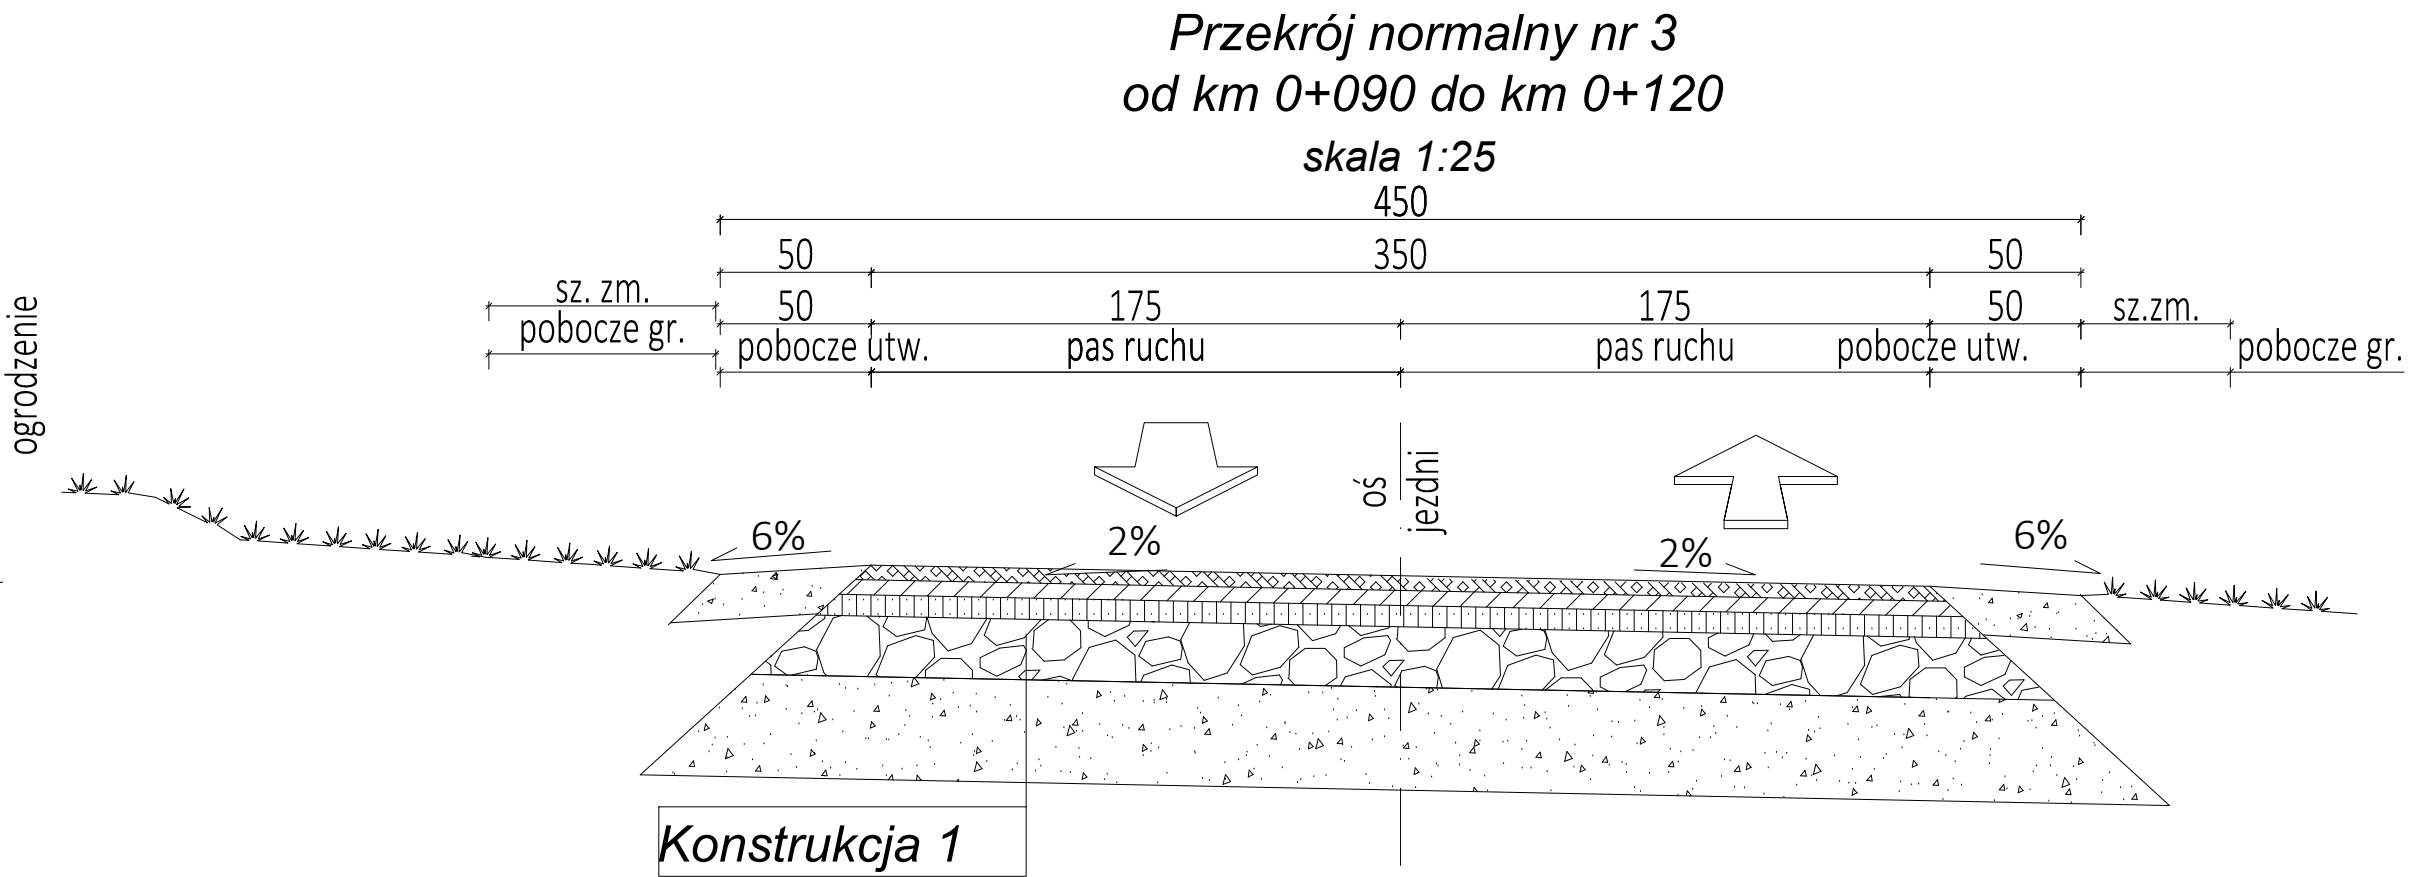 Przekrój normalny nr 3
od km 0+090 do km 0+120
skala 1:25
450
50 350 50
sz. zm. 50 175 175 50 sz.zm.
pobocze gr. pobocze utw. pas ruchu pas ruchu pobocze utw. pobocze gr.
ogrodzenie
oś
jezdni
6% 2% 2% 6%
Konstrukcja 1